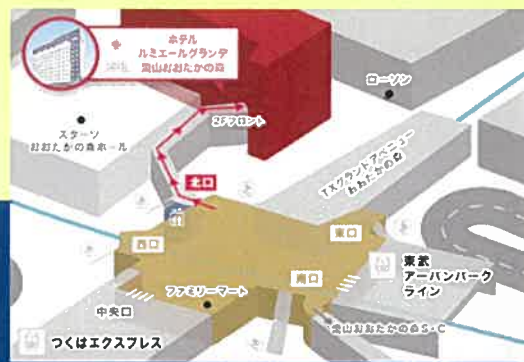 ホテル
ルミエールグランデ
流山おおたかの森
ローソン
スターツ
おおたかの森ホール
2Fフロント
TXグランドアベニュー
おおたかの森
北口
西口
東口
東武
アーバンパーク
ライン
南口
ファミリーマート
中央口
流山おおたかの森S・C
つくばエクスプレス